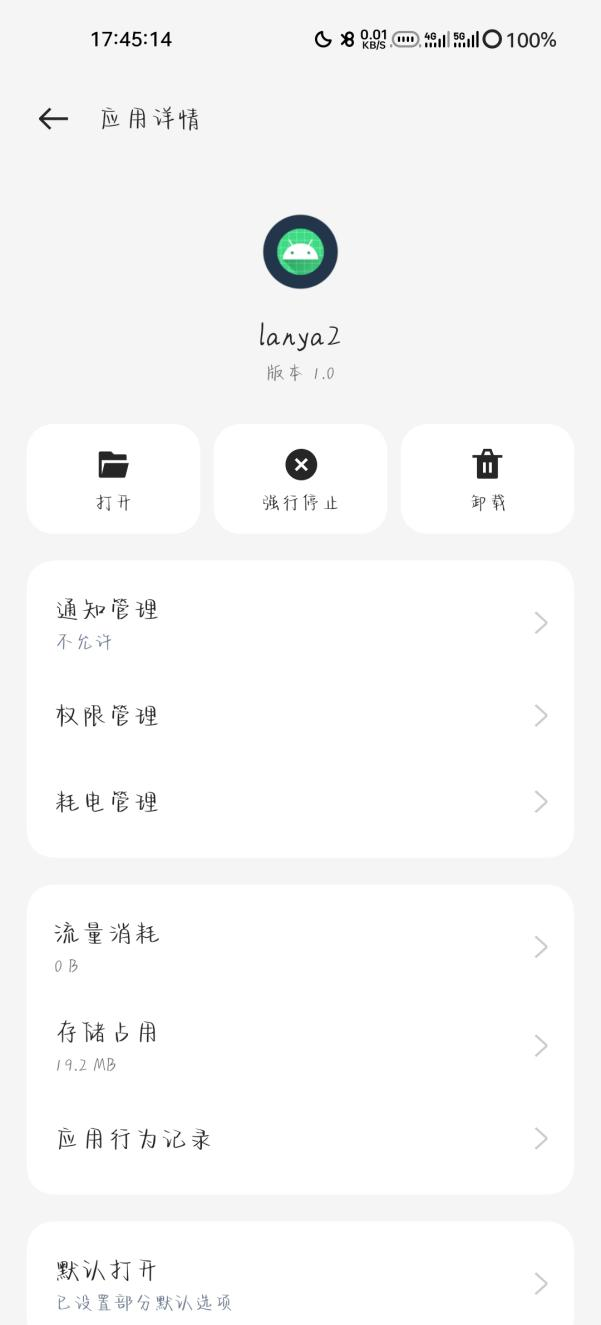 17:45:14 0.01 KB/S 4G 5G 100%
应用详情
lanya2
版本 1.0
打开 强行停止 卸载
通知管理
不允许
权限管理
耗电管理
流量消耗
0 B
存储占用
19.2 MB
应用行为记录
默认打开
已设置部分默认选项